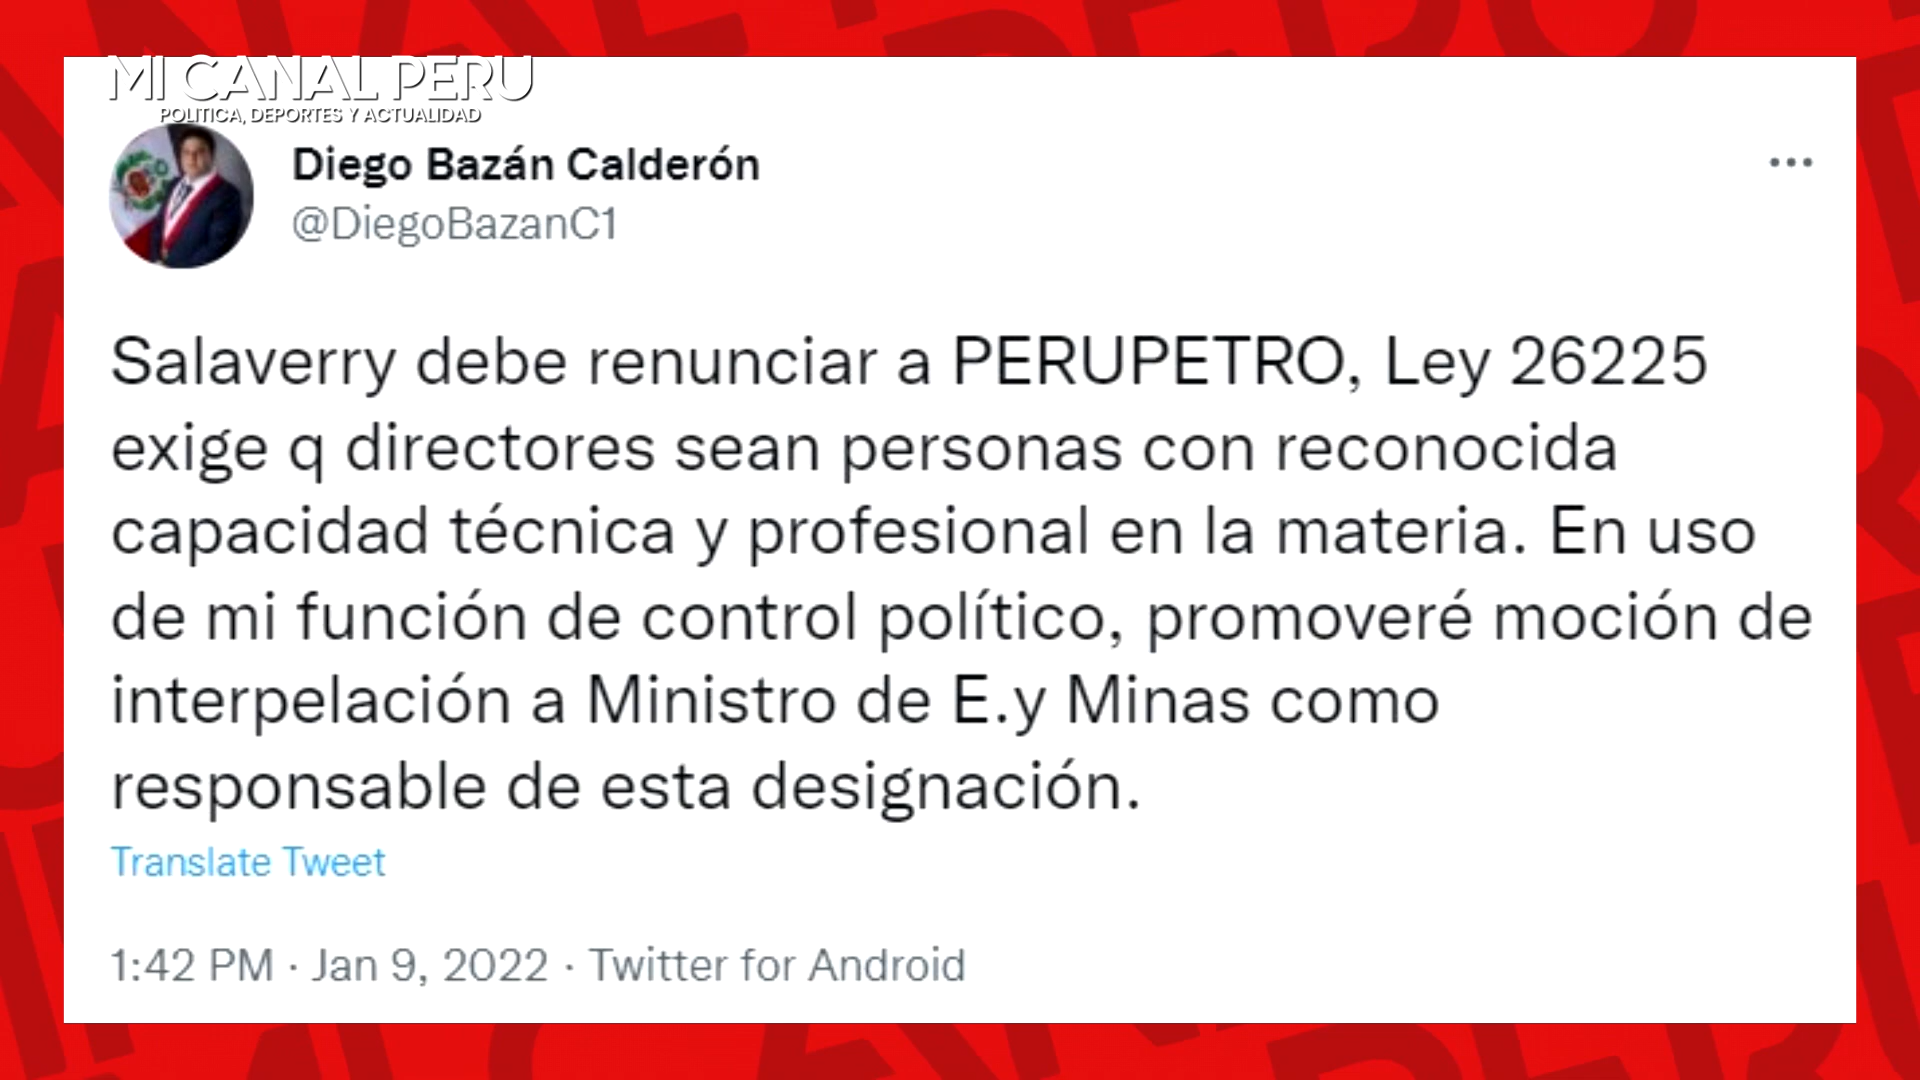 MI CANAL PERU
POLITICA, DEPORTES Y ACTUALIDAD
Diego Bazán Calderón
@DiegoBazanC1
Salaverry debe renunciar a PERUPETRO, Ley 26225
exige q directores sean personas con reconocida
capacidad técnica y profesional en la materia. En uso
de mi función de control político, promoveré moción de
interpelación a Ministro de E.y Minas como
responsable de esta designación.
Translate Tweet
1:42 PM · Jan 9, 2022 · Twitter for Android